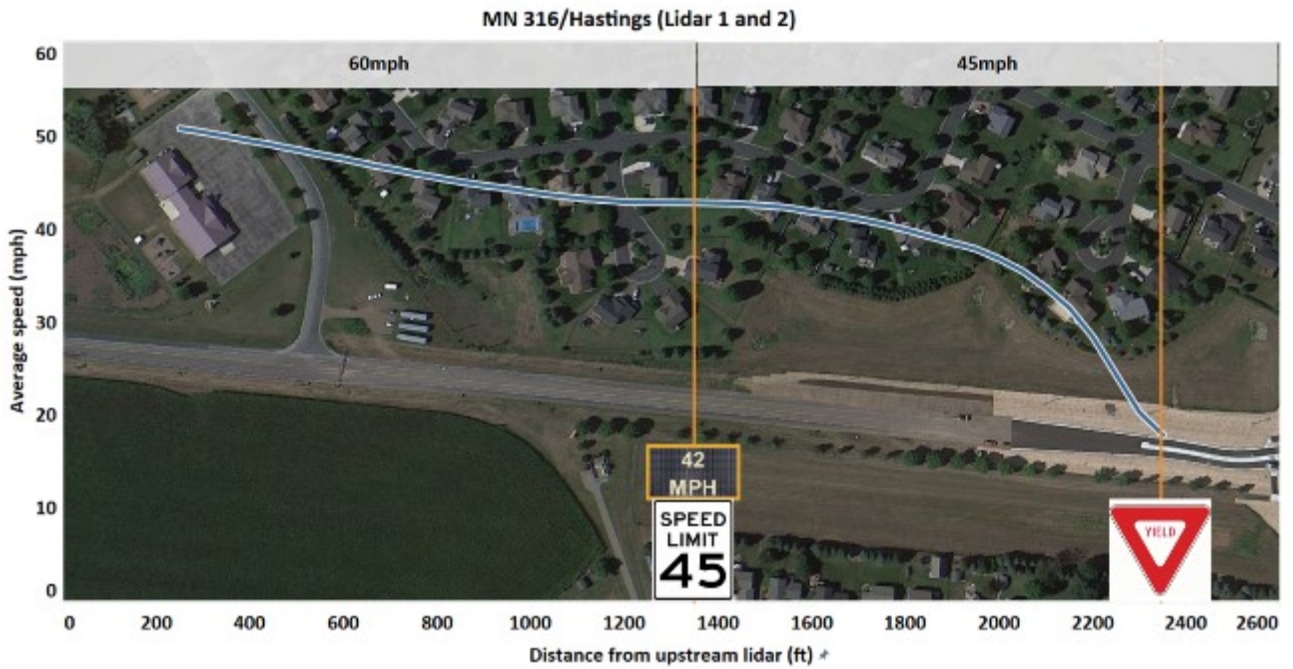 MN 316/Hastings (Lidar 1 and 2)
60mph
45mph
60
50
40
30
20
10
0
Average speed (mph)
42
MPH
SPEED
LIMIT
45
YIELD
0 200 400 600 800 1000 1200 1400 1600 1800 2000 2200 2400 2600
Distance from upstream lidar (ft)